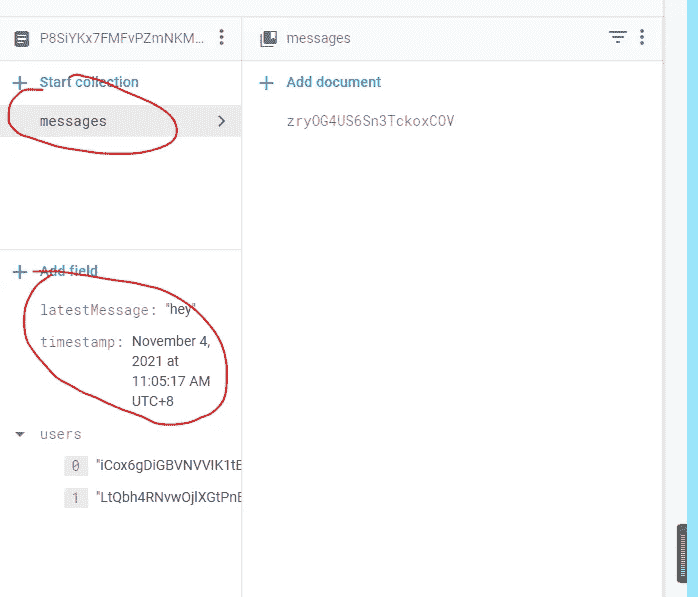 P8SiYKx7FMFvPZmNKM...
messages
Start collection
Add document
messages
zryOG4US6Sn3TckoxCOV
Add field
latestMessage: "hey"
timestamp: November 4,
2021 at
11:05:17 AM
UTC+8
users
0 "iCox6gDiGBVNVVIK1tE
1 "LtQbh4RNvwOjlXGtPnE